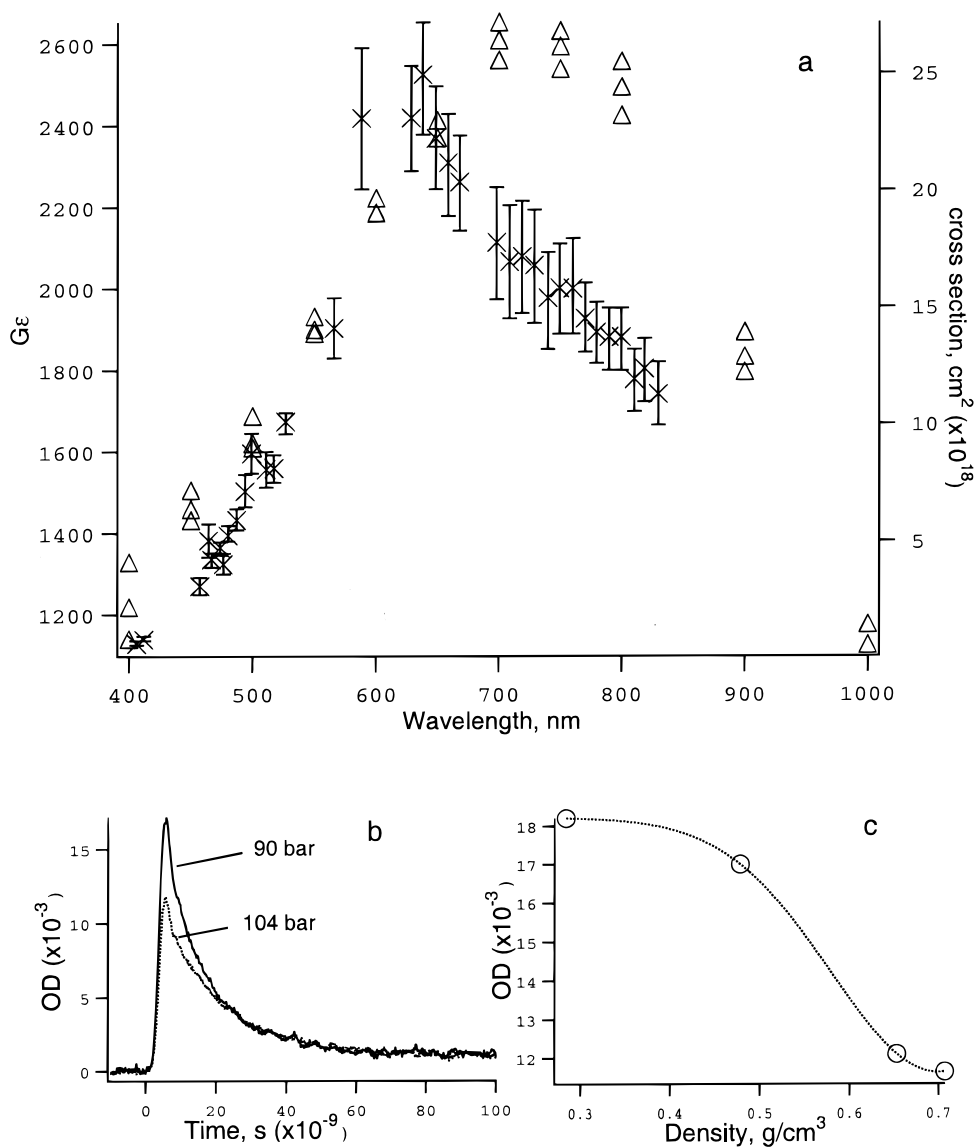 a
2600
2400
2200
2000
1800
1600
1400
1200
Gε
25
20
15
10
5
cross section, cm² (x10¹⁸)
400 500 600 700 800 900 1000
Wavelength, nm
b
90 bar
104 bar
15
10
5
0
OD (x10⁻³)
0 20 40 60 80 100
Time, s (x10⁻⁹)
c
18
17
16
15
14
13
12
OD (x10⁻³)
0.3 0.4 0.5 0.6 0.7
Density, g/cm³